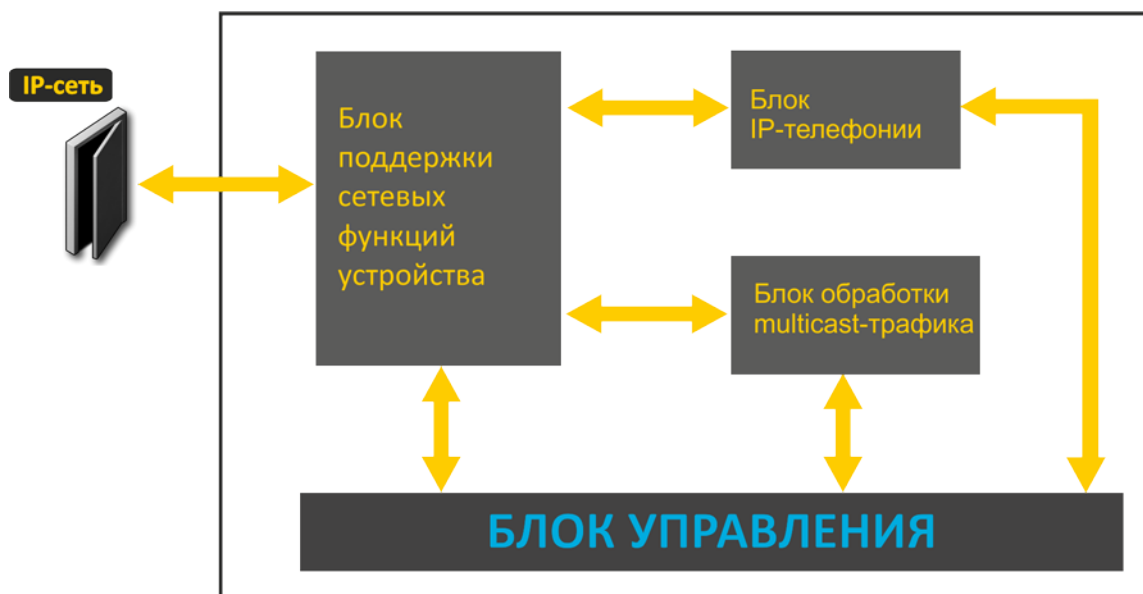 IP-сеть
Блок
поддержки
сетевых
функций
устройства
Блок
IP-телефонии
Блок обработки
multicast-трафика
БЛОК УПРАВЛЕНИЯ